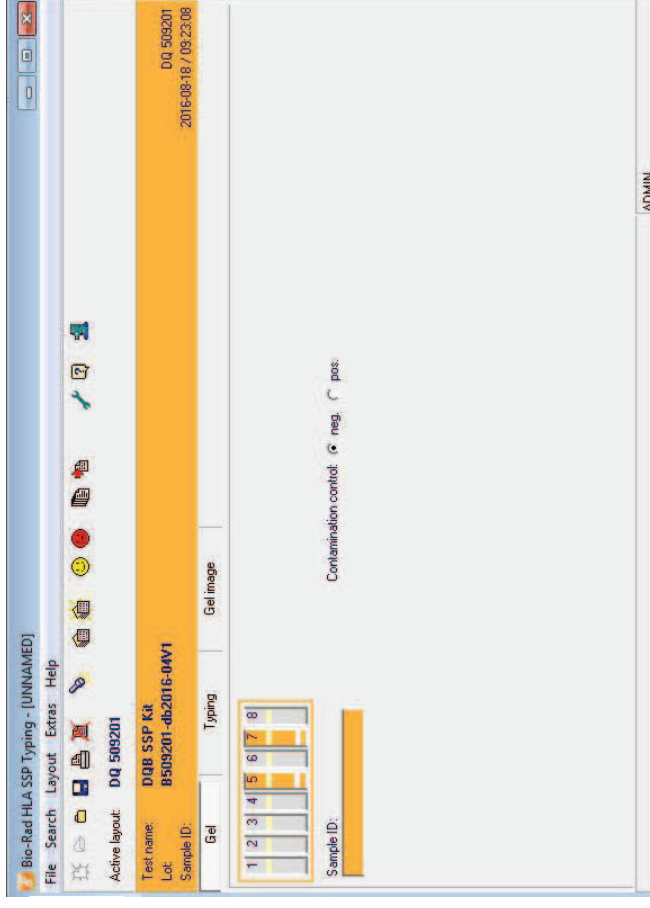 Bio-Rad HLA SSP Typing - [UNNAMED]
File Search Layout Extras Help
Active layout: DQ 509201
Test name: DQB SSP Kit DQ 509201
Lot: B509201-db2016-04V1 2016-08-18 / 09:23:08
Sample ID:
Gel Typing Gel image
1 2 3 4 5 6 7 8
Contamination control: neg. pos.
Sample ID:
ADMIN